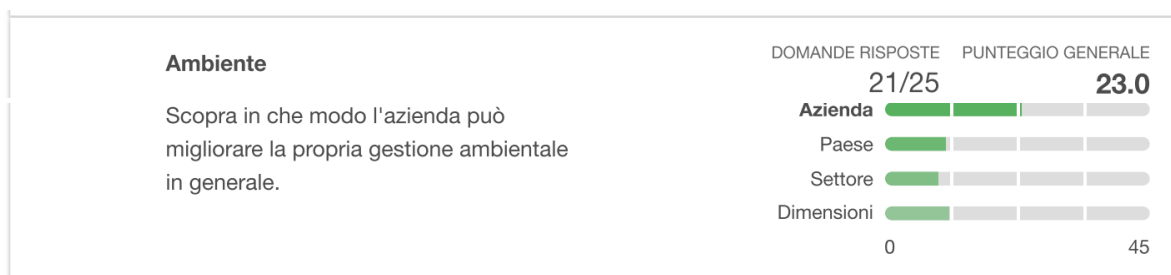 Ambiente
Scopra in che modo l'azienda può
migliorare la propria gestione ambientale
in generale.
DOMANDE RISPOSTE PUNTEGGIO GENERALE
21/25 23.0
Azienda
Paese
Settore
Dimensioni
0 45